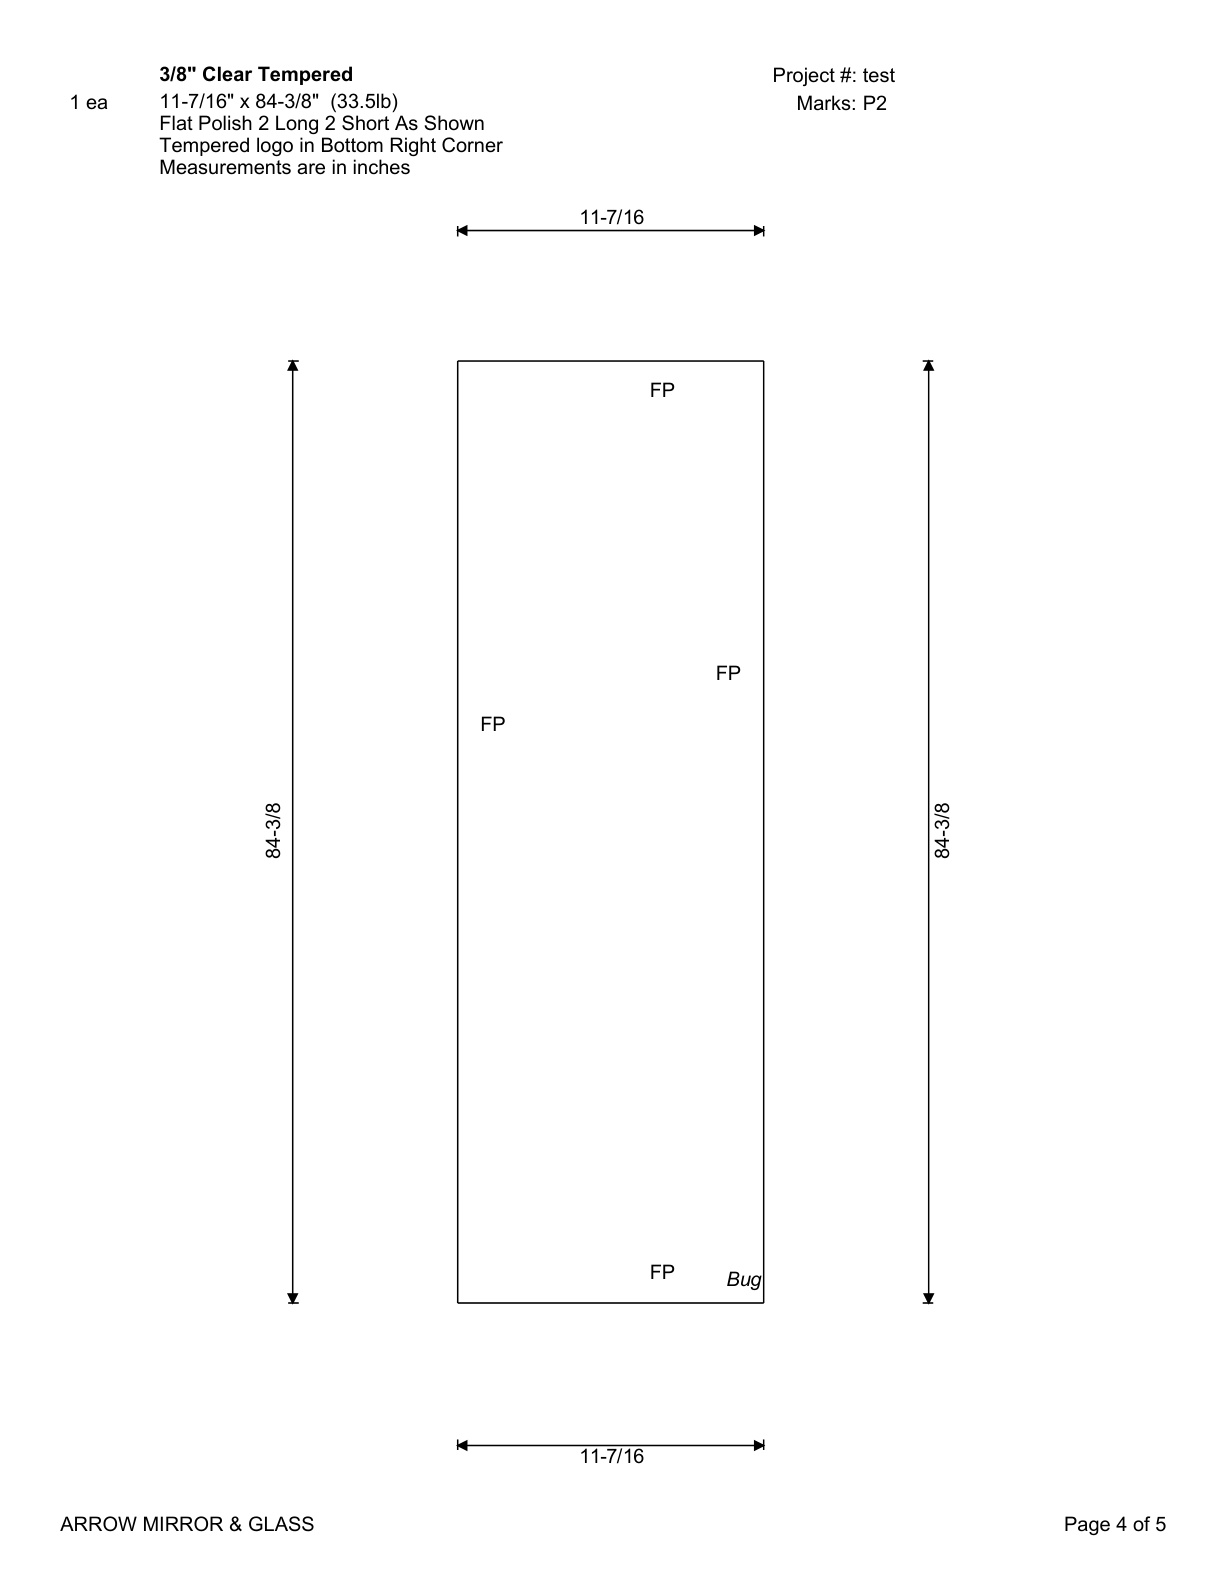 3/8" Clear Tempered
Project #: test
1 ea
11-7/16" x 84-3/8" (33.5lb)
Marks: P2
Flat Polish 2 Long 2 Short As Shown
Tempered logo in Bottom Right Corner
Measurements are in inches
11-7/16
FP
FP
FP
84-3/8
84-3/8
FP
Bug
11-7/16
ARROW MIRROR & GLASS
Page 4 of 5